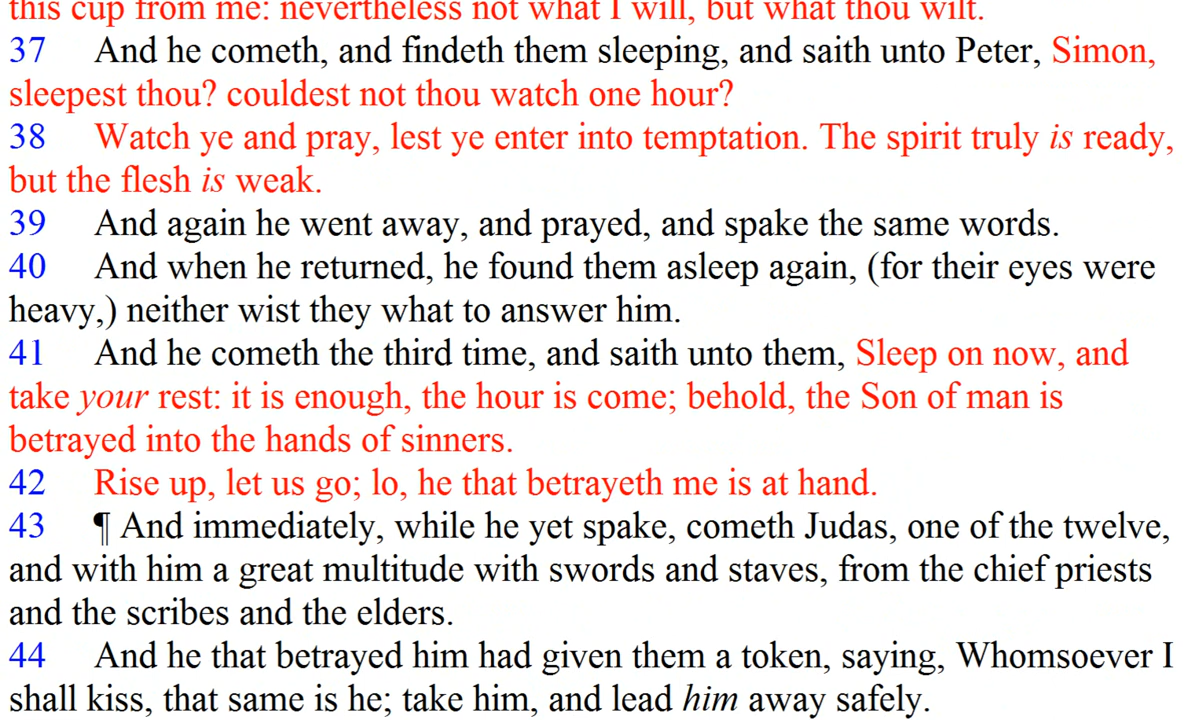 this cup from me: nevertheless not what I will, but what thou wilt.
37 And he cometh, and findeth them sleeping, and saith unto Peter, Simon,
sleepest thou? couldest not thou watch one hour?
38 Watch ye and pray, lest ye enter into temptation. The spirit truly is ready,
but the flesh is weak.
39 And again he went away, and prayed, and spake the same words.
40 And when he returned, he found them asleep again, (for their eyes were
heavy,) neither wist they what to answer him.
41 And he cometh the third time, and saith unto them, Sleep on now, and
take your rest: it is enough, the hour is come; behold, the Son of man is
betrayed into the hands of sinners.
42 Rise up, let us go; lo, he that betrayeth me is at hand.
43 ¶ And immediately, while he yet spake, cometh Judas, one of the twelve,
and with him a great multitude with swords and staves, from the chief priests
and the scribes and the elders.
44 And he that betrayed him had given them a token, saying, Whomsoever I
shall kiss, that same is he; take him, and lead him away safely.